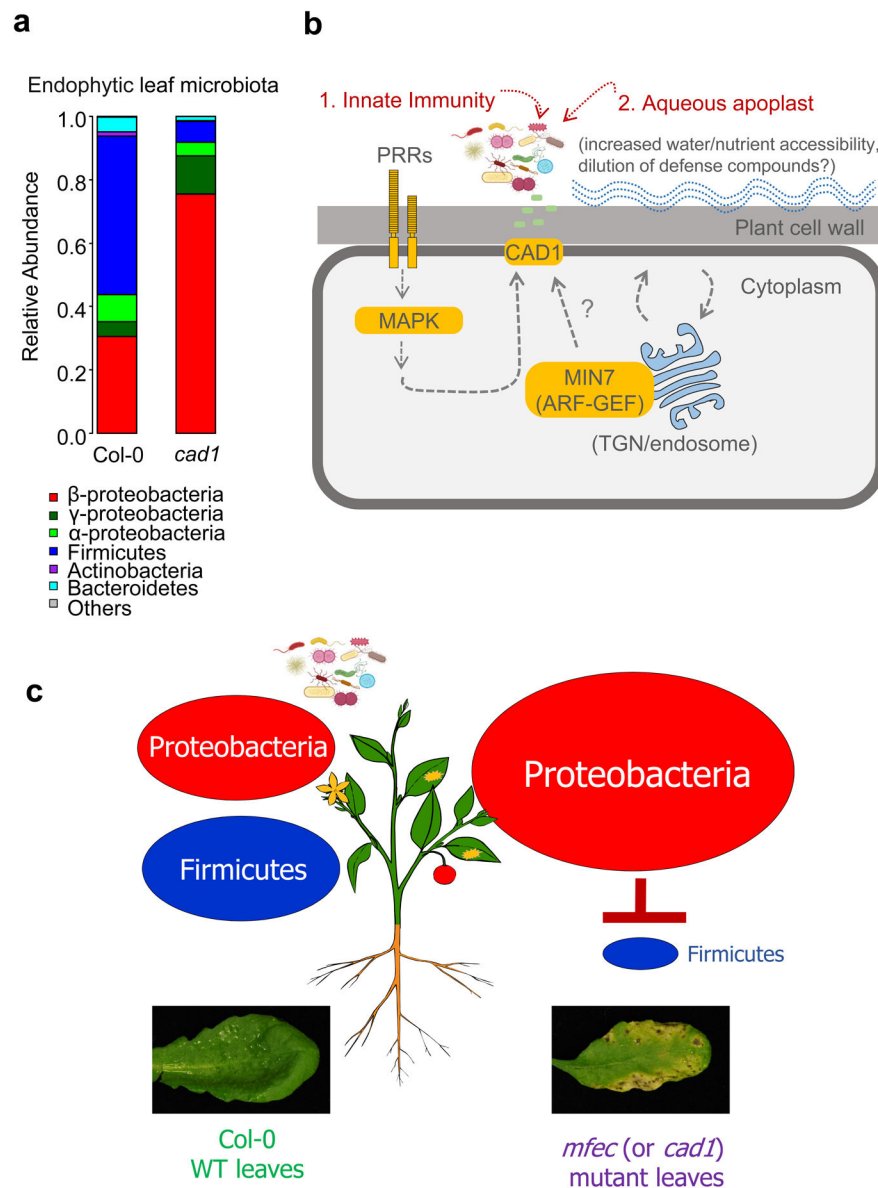 a
Endophytic leaf microbiota
Relative Abundance
1.0
0.8
0.6
0.4
0.2
0.0
Col-0
cad1
β-proteobacteria
γ-proteobacteria
α-proteobacteria
Firmicutes
Actinobacteria
Bacteroidetes
Others
b
1. Innate Immunity
2. Aqueous apoplast
(increased water/nutrient accessibility,
dilution of defense compounds?)
PRRs
Plant cell wall
CAD1
Cytoplasm
MAPK
?
MIN7
(ARF-GEF)
(TGN/endosome)
c
Proteobacteria
Firmicutes
Proteobacteria
Firmicutes
Col-0
WT leaves
mfec (or cad1)
mutant leaves